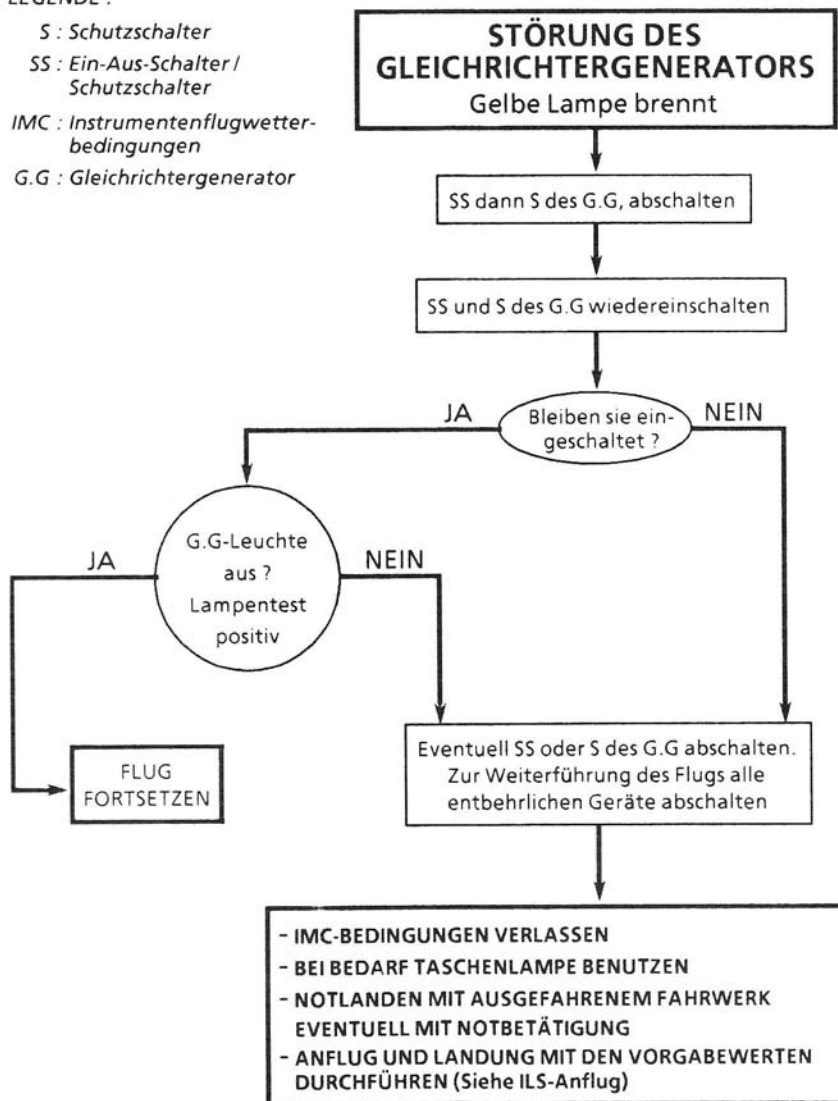 LEGENDE :
S : Schutzschalter
SS : Ein-Aus-Schalter /
Schutzschalter
IMC : Instrumentenflugwetter-
bedingungen
G.G : Gleichrichtergenerator
STÖRUNG DES
GLEICHRICHTERGENERATORS
Gelbe Lampe brennt
SS dann S des G.G, abschalten
SS und S des G.G wiedereinschalten
Bleiben sie ein-
geschaltet ?
JA
NEIN
G.G-Leuchte
aus ?
Lampentest
positiv
JA
NEIN
FLUG
FORTSETZEN
Eventuell SS oder S des G.G abschalten.
Zur Weiterführung des Flugs alle
entbehrlichen Geräte abschalten
- IMC-BEDINGUNGEN VERLASSEN
- BEI BEDARF TASCHENLAMPE BENUTZEN
- NOTLANDEN MIT AUSGEFAHRENEM FAHRWERK
EVENTUELL MIT NOTBETÄTIGUNG
- ANFLUG UND LANDUNG MIT DEN VORGABEWERTEN
DURCHFÜHREN (Siehe ILS-Anflug)